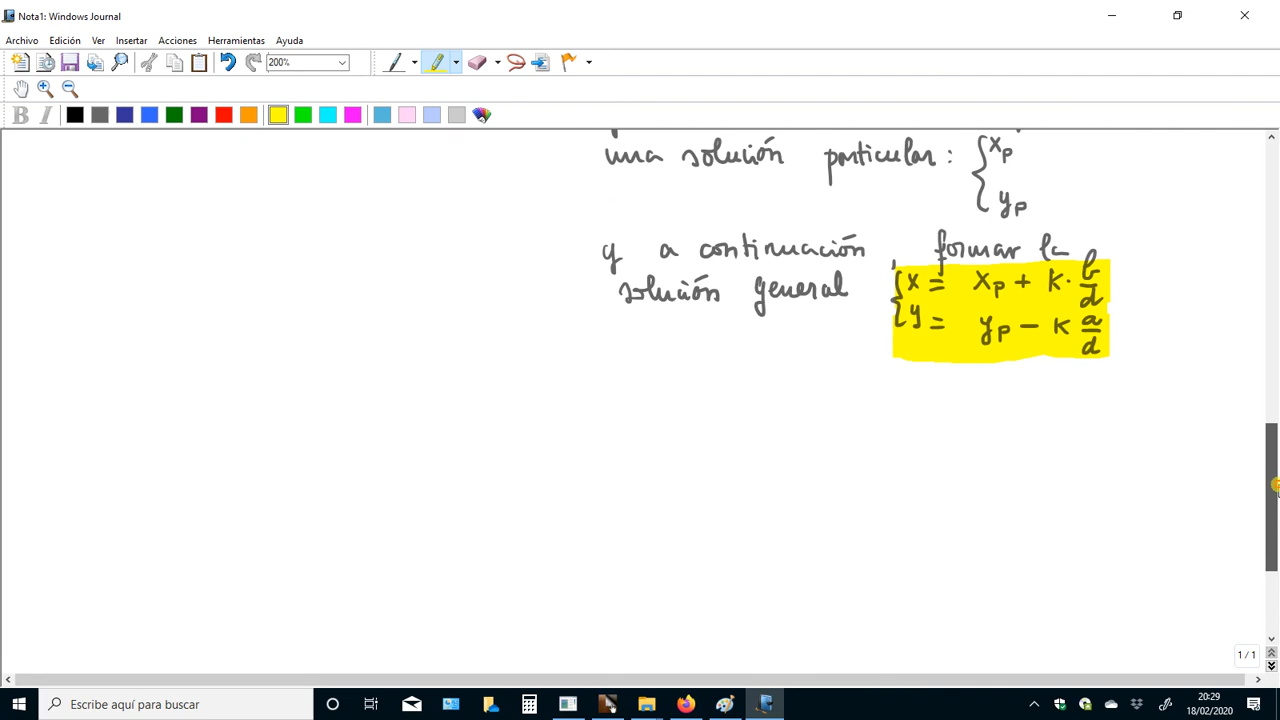 Nota1: Windows Journal
Archivo Edición Ver Insertar Acciones Herramientas Ayuda
200%
B I
una solución particular: { xp
yp
y a continuación, formar la
solución general { x = xp + k · b/d
y = yp - k a/d
1 / 1
Escribe aquí para buscar
20:29
18/02/2020